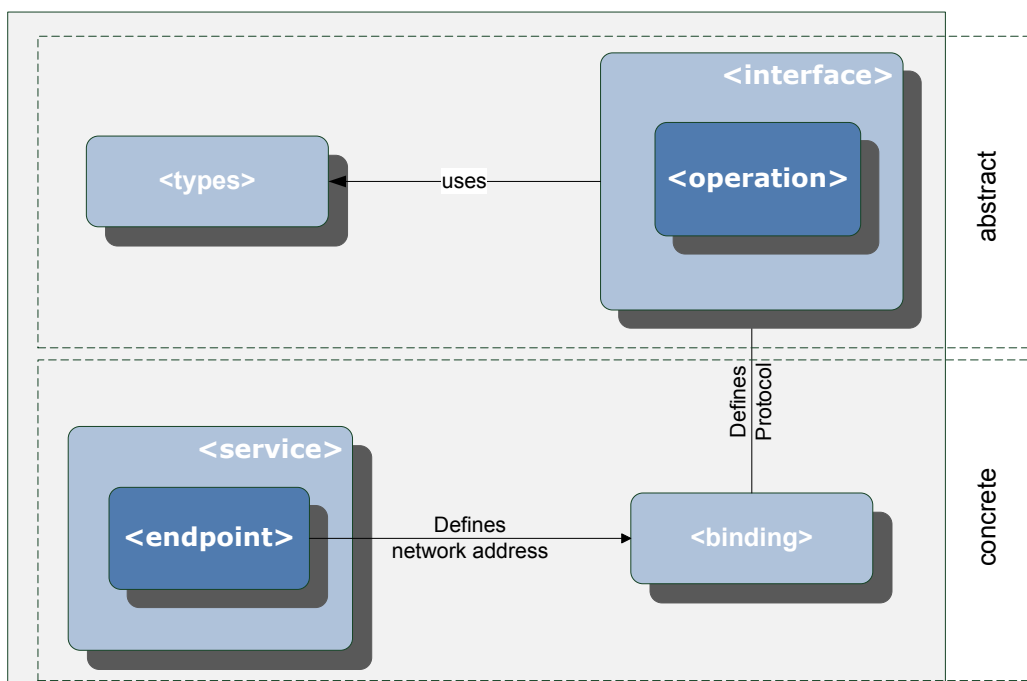 <interface>
<types>
uses
<operation>
abstract
Defines
Protocol
<service>
<endpoint>
Defines
network address
<binding>
concrete